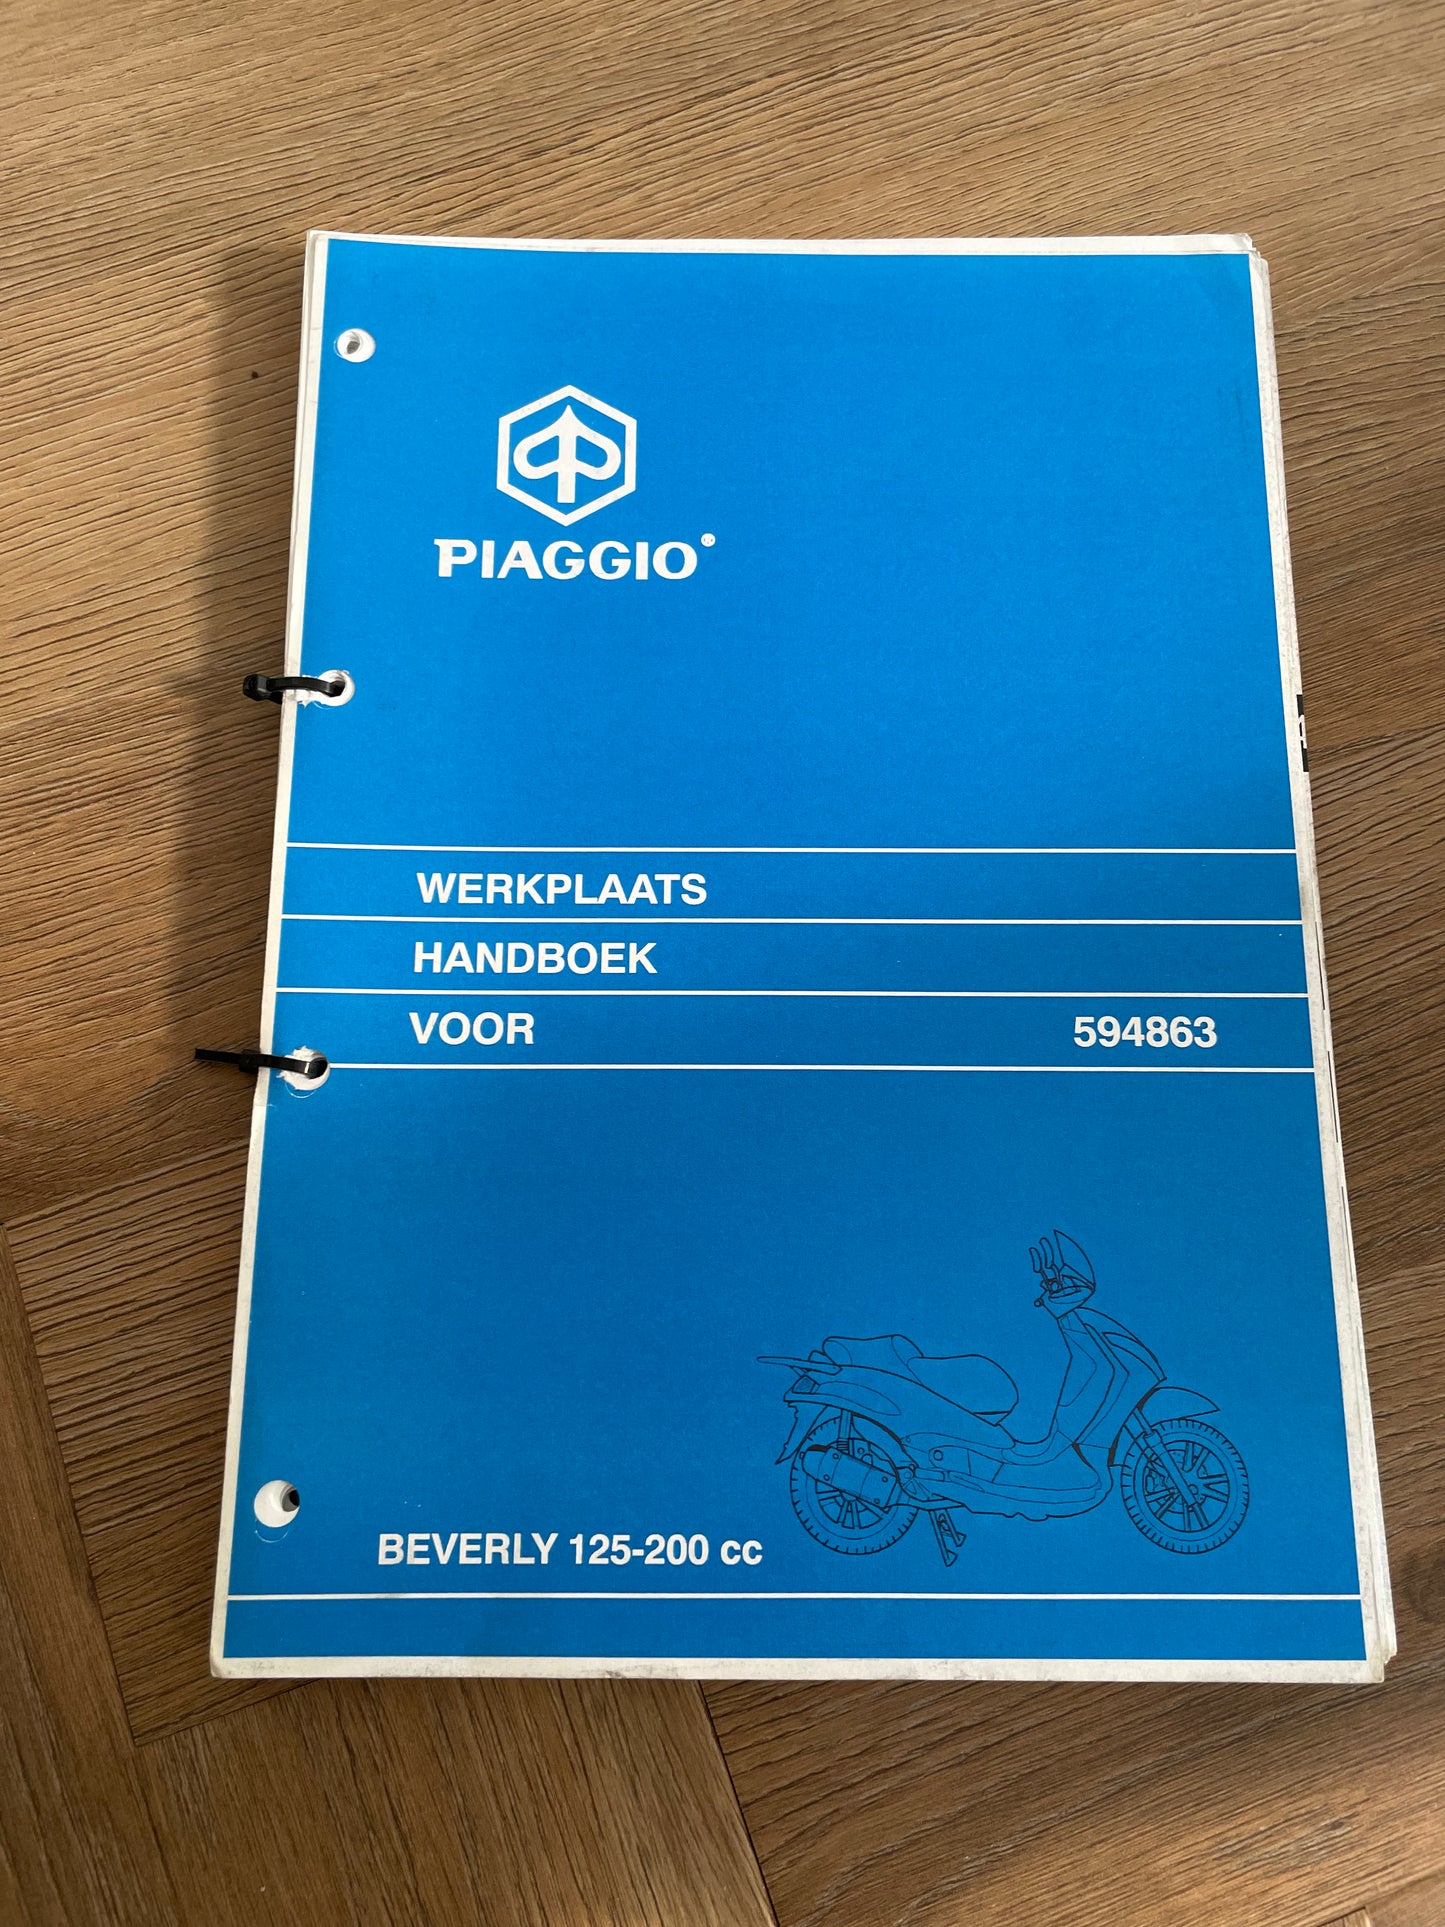 PIAGGIO®
WERKPLAATS
HANDBOEK
VOOR 594863
BEVERLY 125-200 cc